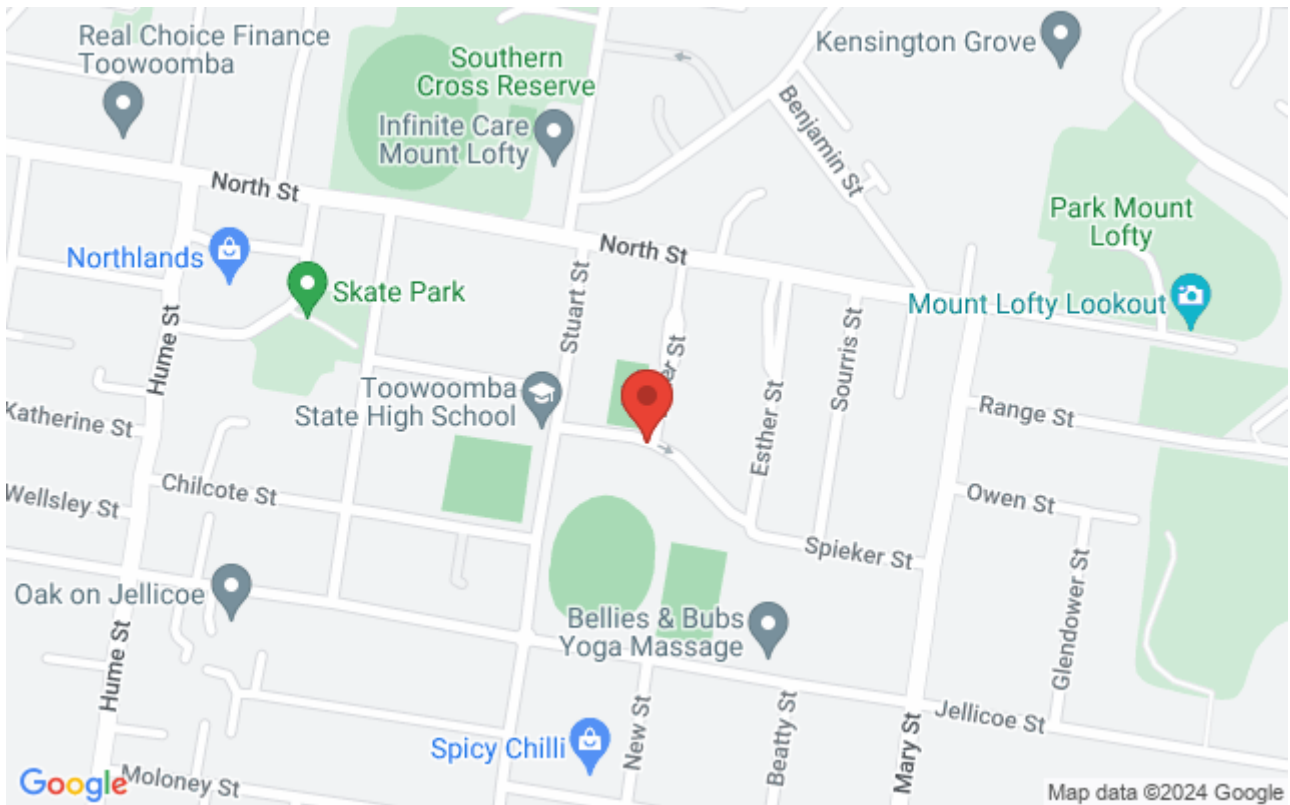 Real Choice Finance
Toowoomba
Southern
Cross Reserve
Kensington Grove
Infinite Care
Mount Lofty
Benjamin St
North St
Park Mount
Lofty
North St
Northlands
Skate Park
Mount Lofty Lookout
Stuart St
Hume St
Sourris St
er St
Toowoomba
State High School
Esther St
Range St
Katherine St
Chilcote St
Wellsley St
Owen St
Spieker St
Oak on Jellicoe
Bellies & Bubs
Yoga Massage
Glendower St
Hume St
Jellicoe St
New St
Beatty St
Mary St
Spicy Chilli
Moloney St
Google
Map data ©2024 Google